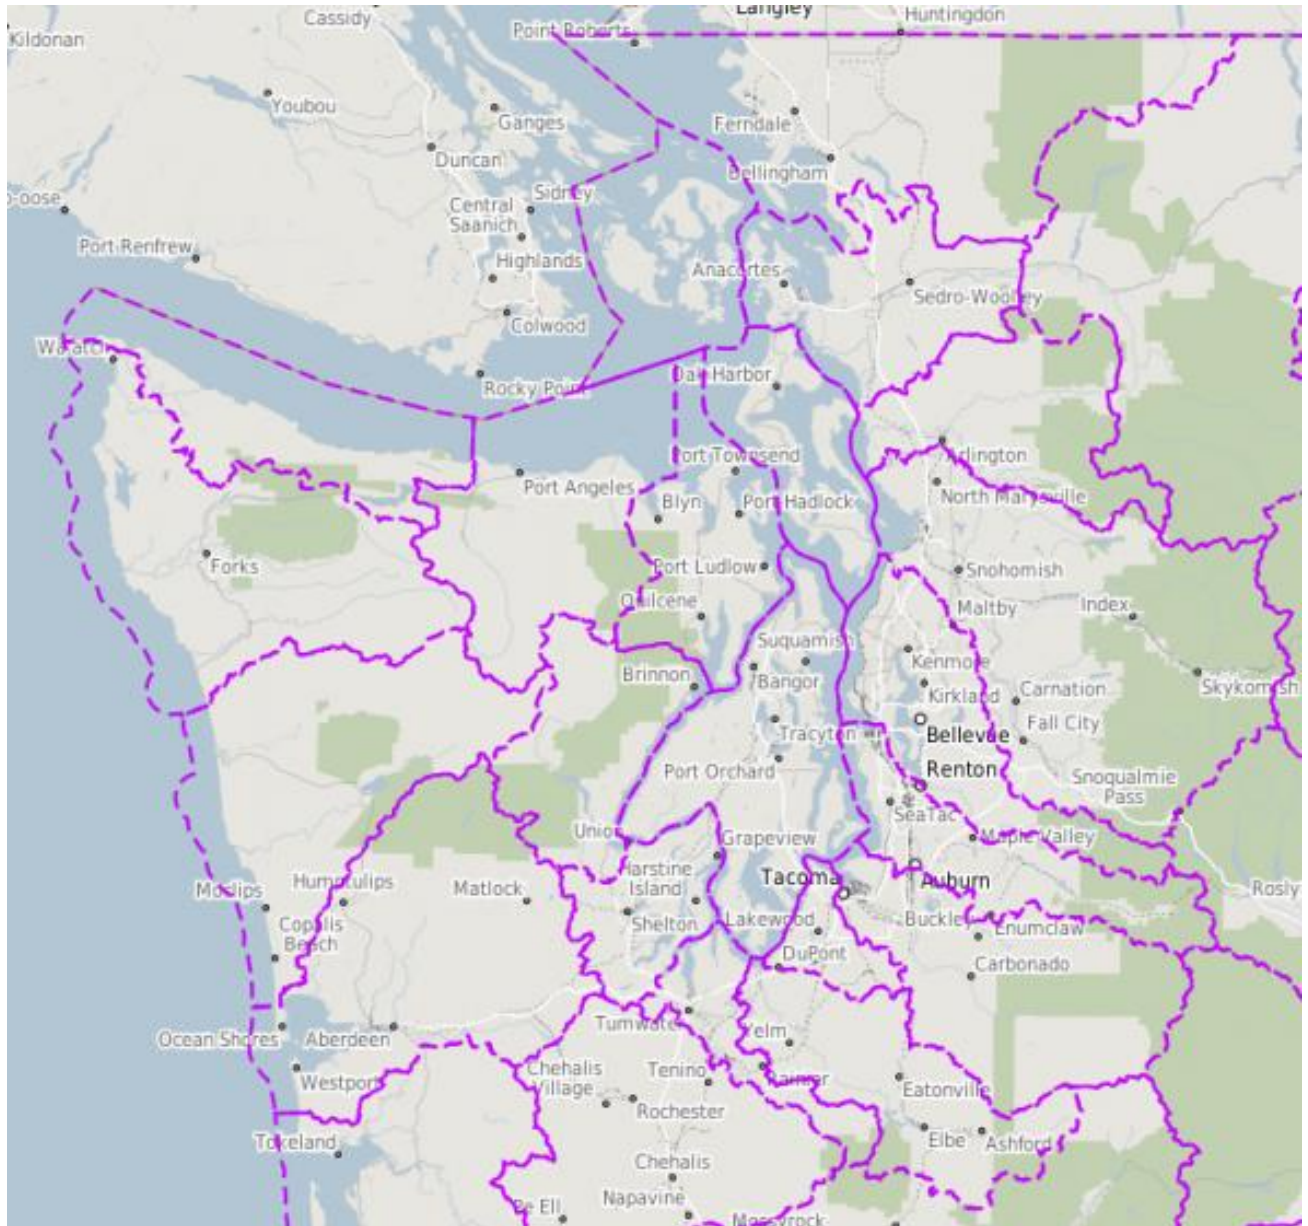 Langley
Huntingdon
Cassidy
Point Roberts
Kildonan
Youbou
Ganges
Ferndale
Duncan
Bellingham
Sidney
o-oose
Central
Saanich
Port Renfrew
Highlands
Anacortes
Sedro-Woolley
Colwood
Rocky Point
Oak Harbor
Port Townsend
Arlington
Port Angeles
Blyn
Port Hadlock
North Marysville
Forks
Port Ludlow
Snohomish
Quilcene
Maltby
Index
Suquamish
Kenmore
Brinnon
Bangor
Kirkland
Carnation
Skykomish
Tracyton
Bellevue
Fall City
Port Orchard
Renton
Snoqualmie
Pass
SeaTac
Union
Grapeview
Maple Valley
Harstine
Island
Tacoma
Auburn
Moclips
Humptulips
Matlock
Rosly
Copalis
Beach
Shelton
Lakewood
Buckley
Enumclaw
DuPont
Carbonado
Ocean Shores
Aberdeen
Tumwater
Yelm
Westport
Chehalis
Village
Tenino
Rainier
Eatonville
Rochester
Tokeland
Elbe
Ashford
Chehalis
Pe Ell
Napavine
Mossyrock